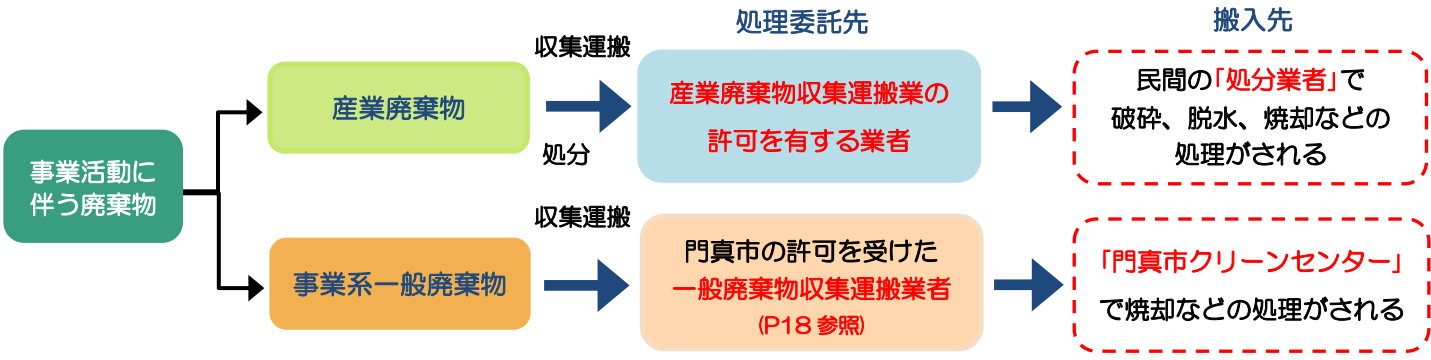 処理委託先
搬入先
事業活動に
伴う廃棄物
産業廃棄物
収集運搬
処分
産業廃棄物収集運搬業の
許可を有する業者
民間の「処分業者」で
破砕、脱水、焼却などの
処理がされる
事業系一般廃棄物
収集運搬
門真市の許可を受けた
一般廃棄物収集運搬業者
(P18 参照)
「門真市クリーンセンター」
で焼却などの処理がされる